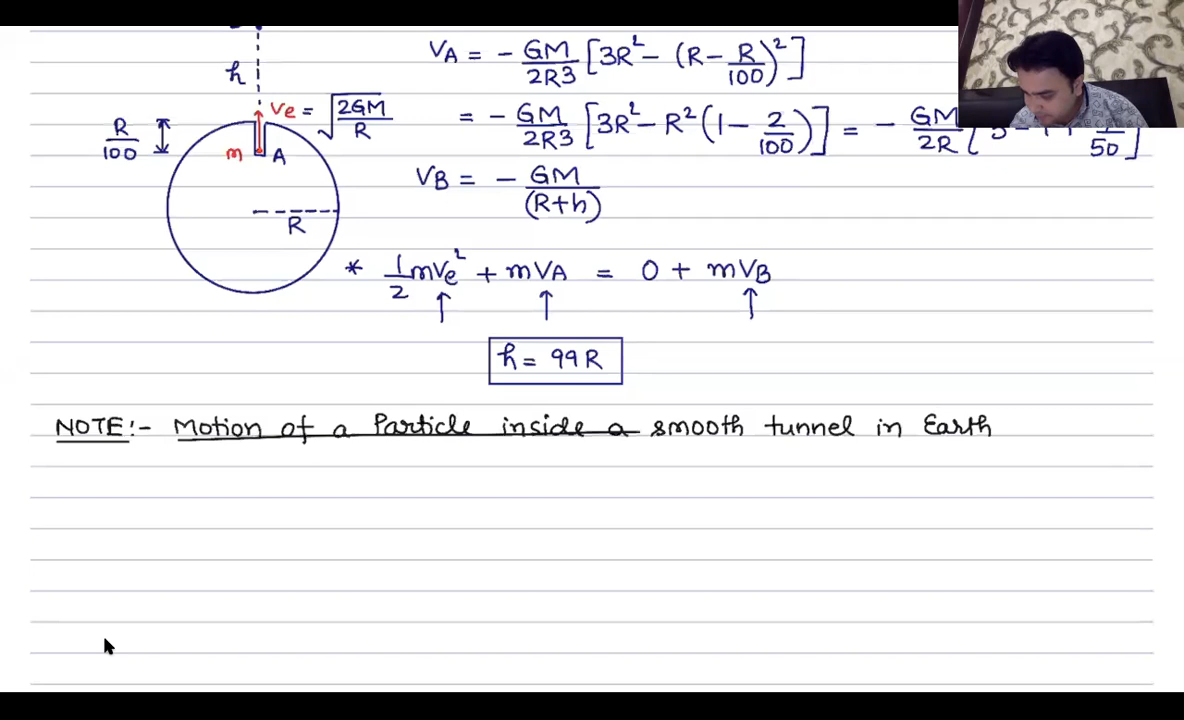 VA = - GM/2R3 [3R² - (R - R/100)²]
h
Ve = √2GM/R
= - GM/2R3 [3R² - R²(1 - 2/100)] = - GM/2R [ 50 ]
R/100
m A
VB = - GM/(R+h)
R
* 1/2 mVe² + mVA = 0 + mVB
h = 99R
NOTE:- Motion of a Particle inside a smooth tunnel in Earth